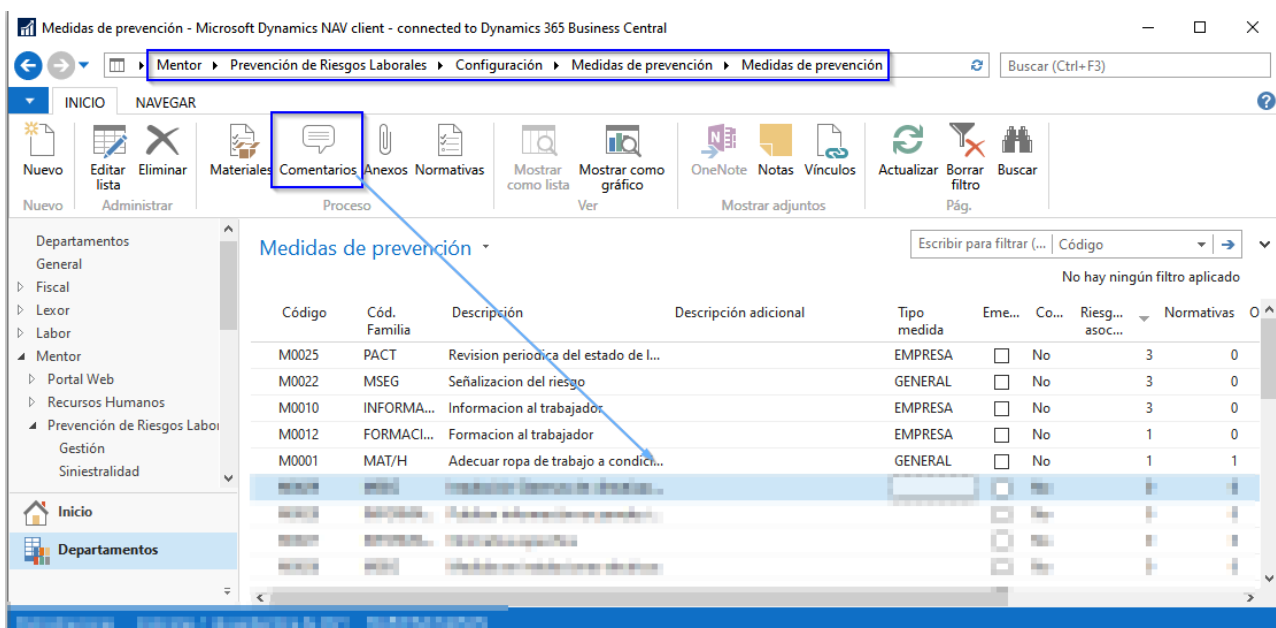 Medidas de prevención - Microsoft Dynamics NAV client - connected to Dynamics 365 Business Central
Mentor ▸ Prevención de Riesgos Laborales ▸ Configuración ▸ Medidas de prevención ▸ Medidas de prevención
Buscar (Ctrl+F3)
INICIO NAVEGAR
Nuevo Editar lista Eliminar Materiales Comentarios Anexos Normativas Mostrar como lista Mostrar como gráfico OneNote Notas Vínculos Actualizar Borrar filtro Buscar
Nuevo Administrar Proceso Ver Mostrar adjuntos Pág.
Departamentos
General
Fiscal
Lexor
Labor
Mentor
Portal Web
Recursos Humanos
Prevención de Riesgos Labor
Gestión
Siniestralidad
Inicio
Departamentos
Medidas de prevención
Escribir para filtrar (... Código
No hay ningún filtro aplicado
Código Cód. Familia Descripción Descripción adicional Tipo medida Eme... Co... Riesg... asoc... Normativas O
M0025 PACT Revision periodica del estado de l... EMPRESA No 3 0
M0022 MSEG Señalizacion del riesgo GENERAL No 3 0
M0010 INFORMA... Informacion al trabajador EMPRESA No 3 0
M0012 FORMACI... Formacion al trabajador EMPRESA No 1 0
M0001 MAT/H Adecuar ropa de trabajo a condici... GENERAL No 1 1